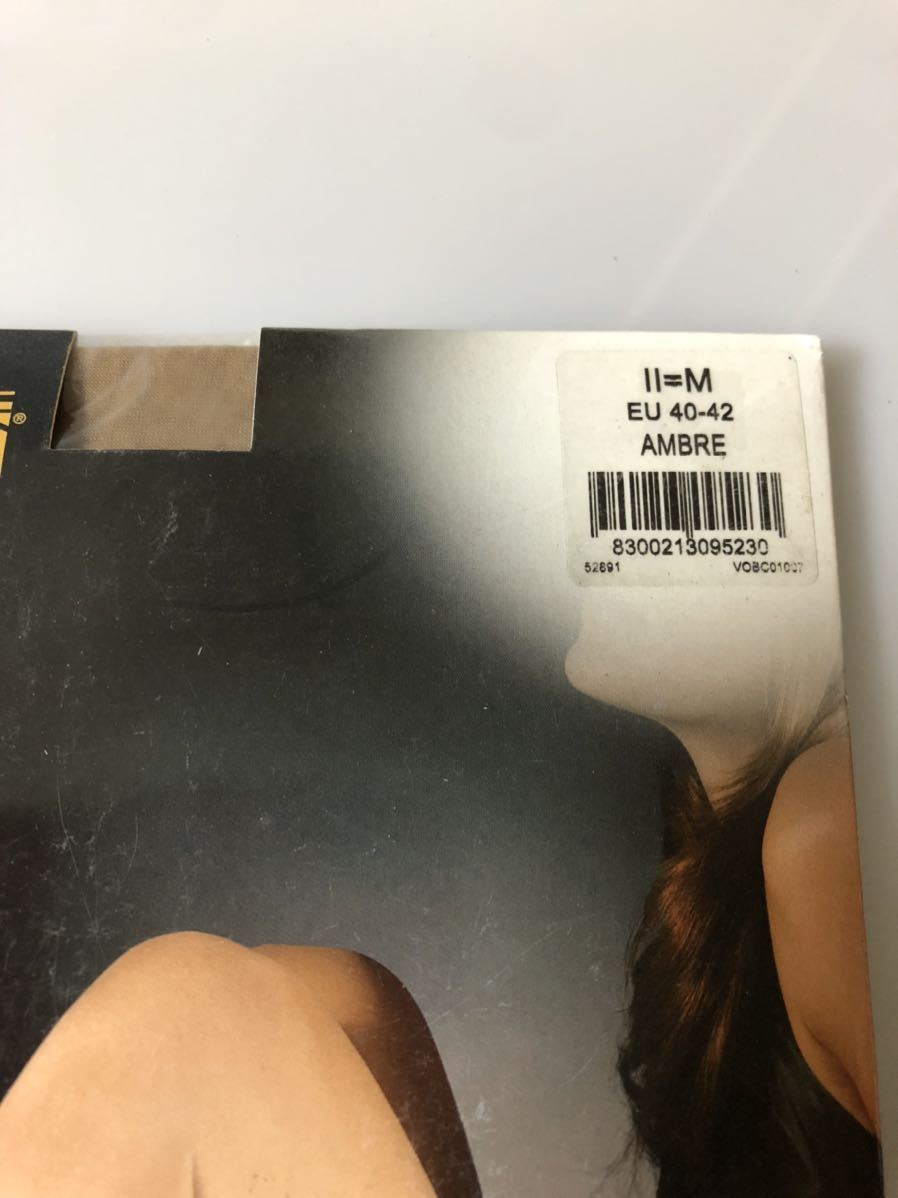 ®
II=M
EU 40-42
AMBRE
8300213095230
52891 VOBC01007